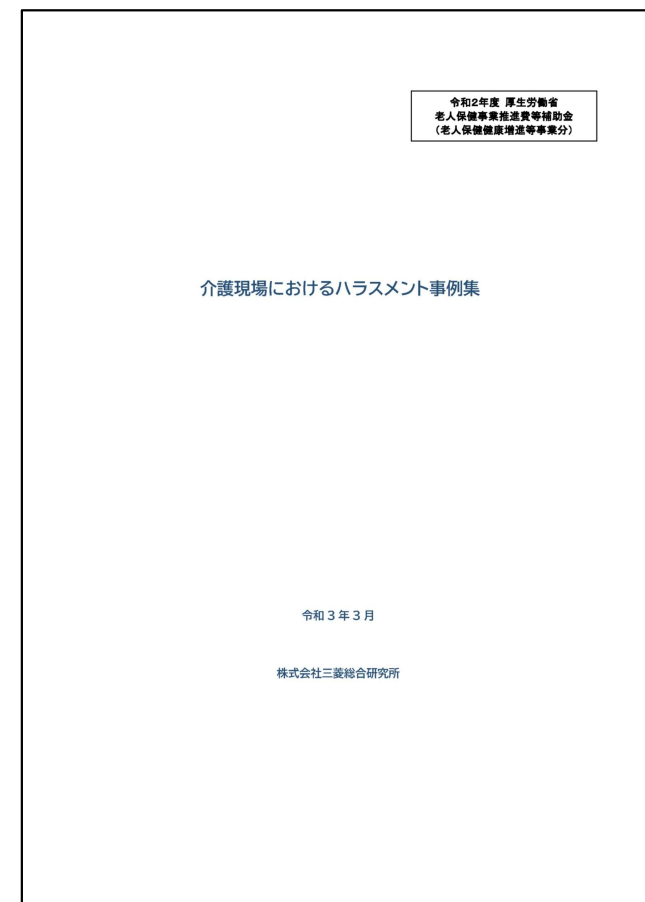 令和2年度 厚生労働省
老人保健事業推進費等補助金
（老人保健健康増進等事業分）
介護現場におけるハラスメント事例集
令和３年３月
株式会社三菱総合研究所